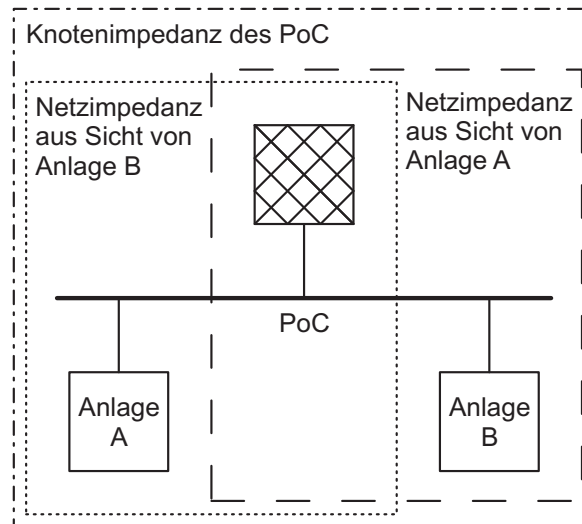 Knotenimpedanz des PoC
Netzimpedanz
aus Sicht von
Anlage B
Netzimpedanz
aus Sicht von
Anlage A
PoC
Anlage
A
Anlage
B